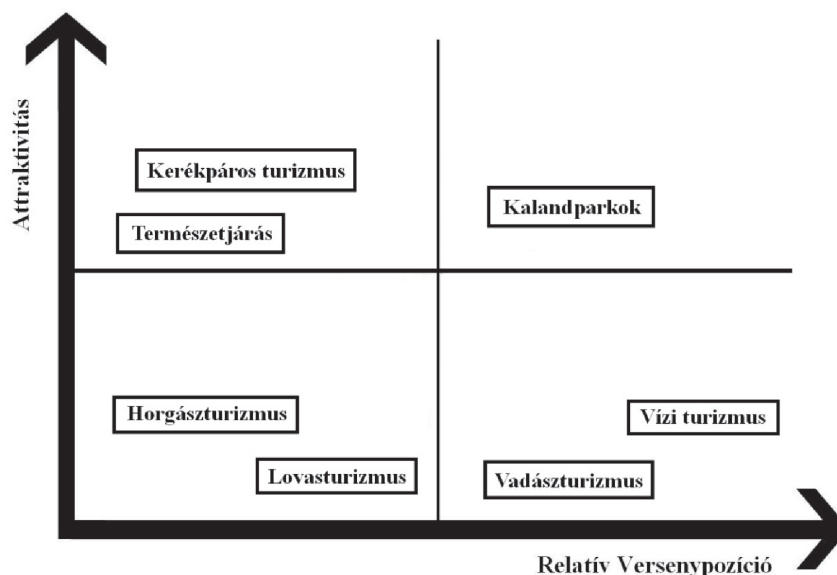 Attraktivitás
Kerékpáros turizmus
Kalandparkok
Természetjárás
Horgászturizmus
Vízi turizmus
Lovasturizmus
Vadászturizmus
Relatív Versenypozíció